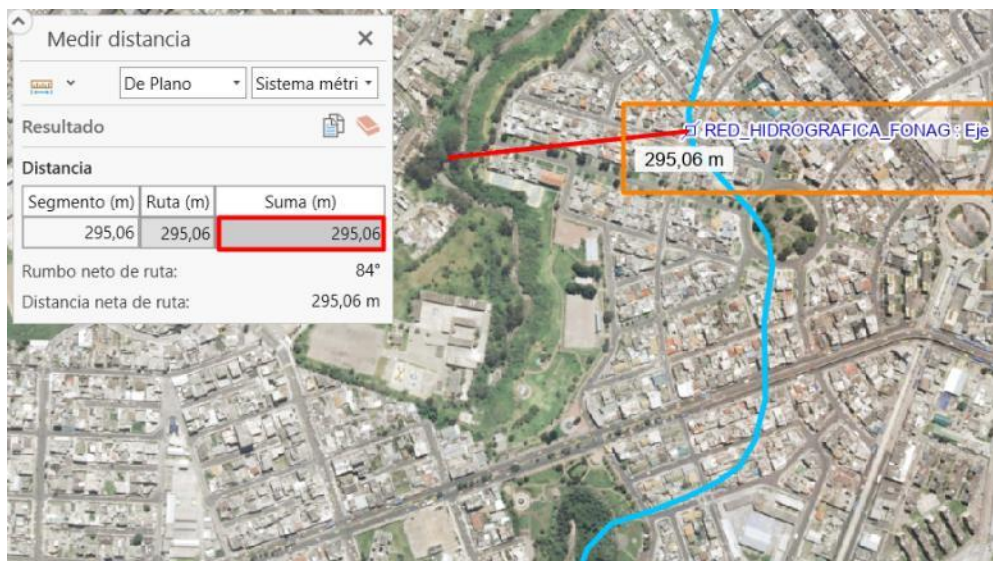 Medir distancia
De Plano
Sistema métri
Resultado
Distancia
Segmento (m) Ruta (m) Suma (m)
295,06 295,06 295,06
Rumbo neto de ruta: 84°
Distancia neta de ruta: 295,06 m
RED_HIDROGRAFICA_FONAG : Eje
295,06 m